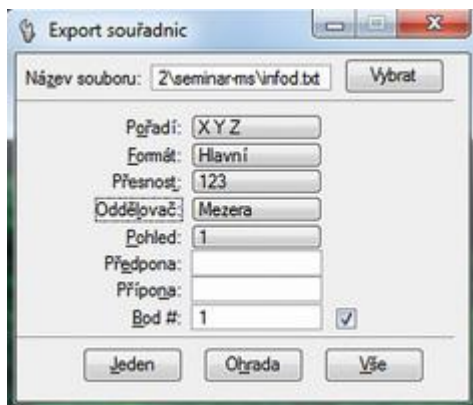 Export souřadnic
Název souboru: 2\seminar-ms\infod.txt Vybrat
Pořadí: X Y Z
Formát: Hlavní
Přesnost: 123
Oddělovač: Mezera
Pohled: 1
Předpona:
Přípona:
Bod #: 1
Jeden Ohrada Vše